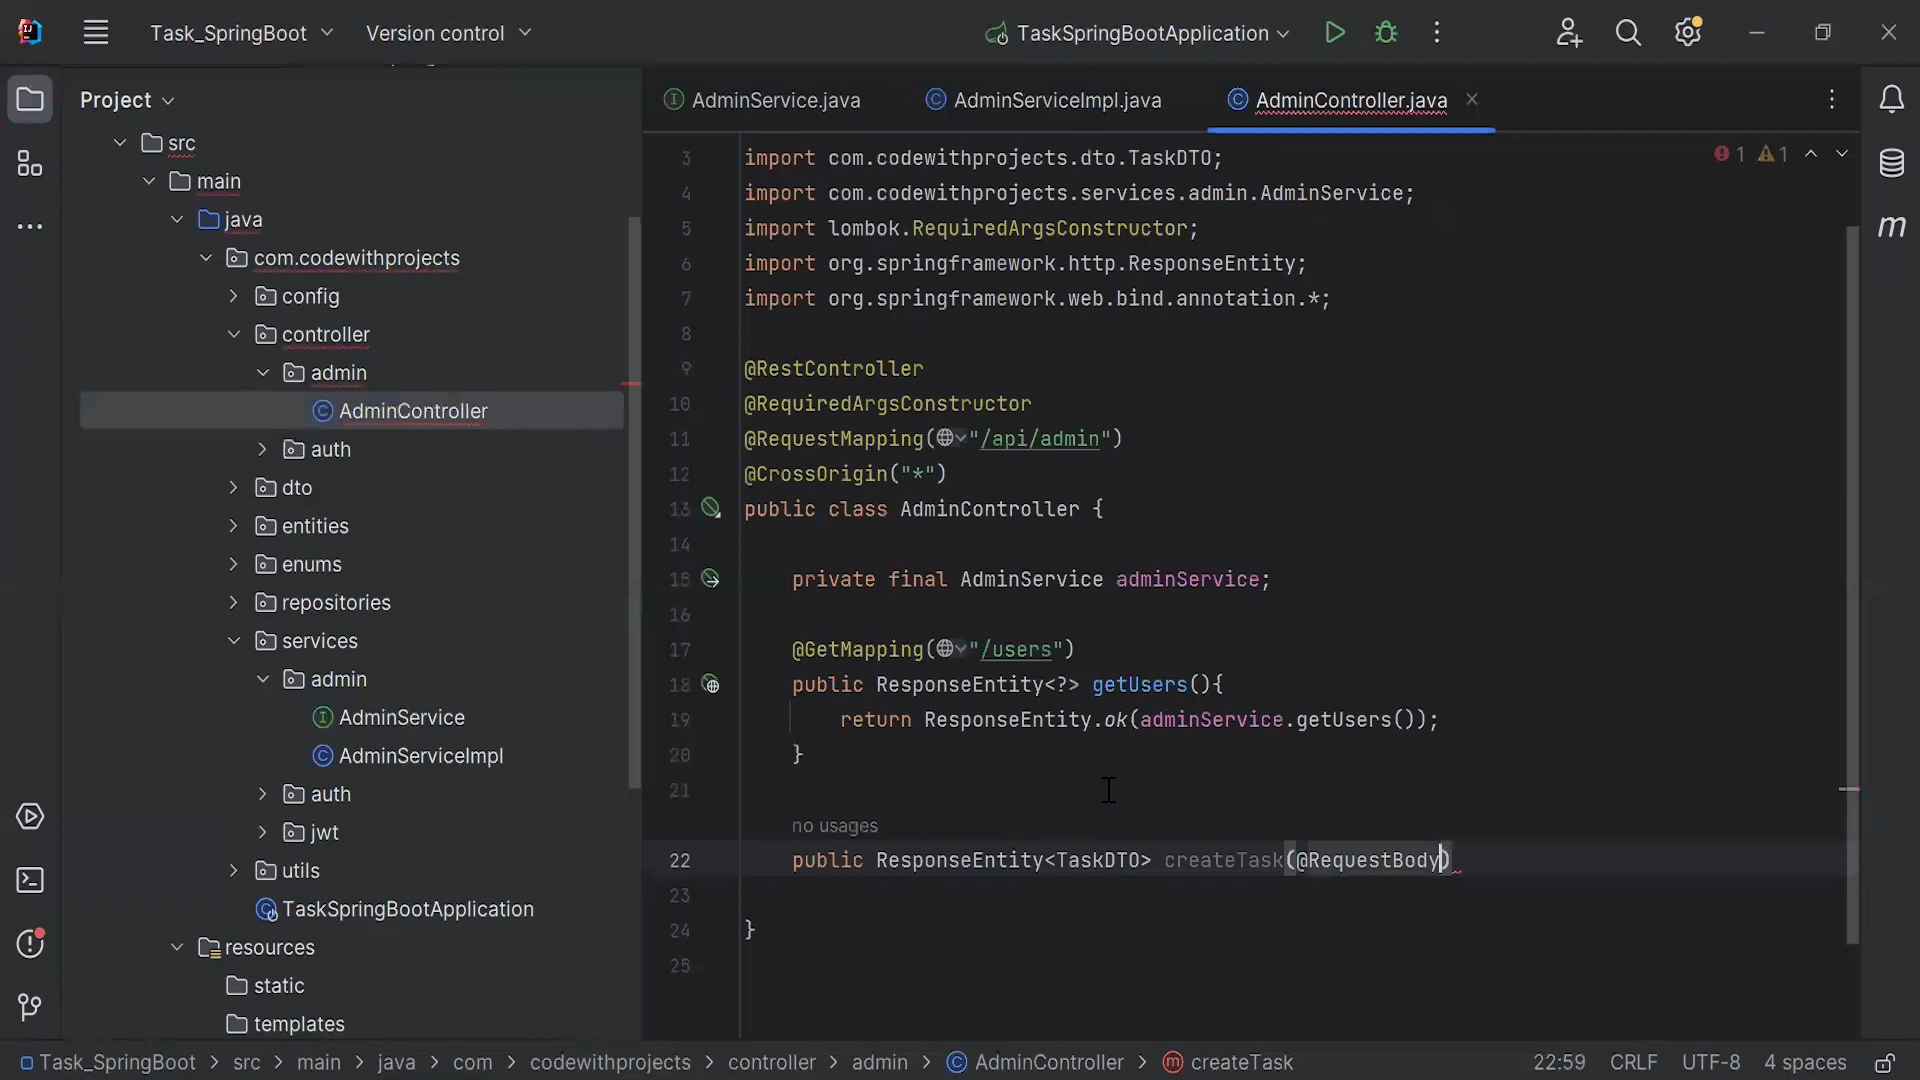 Task_SpringBoot
Version control
TaskSpringBootApplication
Project
src
main
java
com.codewithprojects
config
controller
admin
AdminController
auth
dto
entities
enums
repositories
services
admin
AdminService
AdminServiceImpl
auth
jwt
utils
TaskSpringBootApplication
resources
static
templates
m
AdminService.java
AdminServiceImpl.java
AdminController.java
1 1
3 import com.codewithprojects.dto.TaskDTO;
4 import com.codewithprojects.services.admin.AdminService;
5 import lombok.RequiredArgsConstructor;
6 import org.springframework.http.ResponseEntity;
7 import org.springframework.web.bind.annotation.*;
8
9 @RestController
10 @RequiredArgsConstructor
11 @RequestMapping("/api/admin")
12 @CrossOrigin("*")
13 public class AdminController {
14
15 private final AdminService adminService;
16
17 @GetMapping("/users")
18 public ResponseEntity<?> getUsers(){
19 return ResponseEntity.ok(adminService.getUsers());
20 }
21
no usages
22 public ResponseEntity<TaskDTO> createTask(@RequestBody)
23
24 }
25
Task_SpringBoot > src > main > java > com > codewithprojects > controller > admin > AdminController > createTask
22:59 CRLF UTF-8 4 spaces